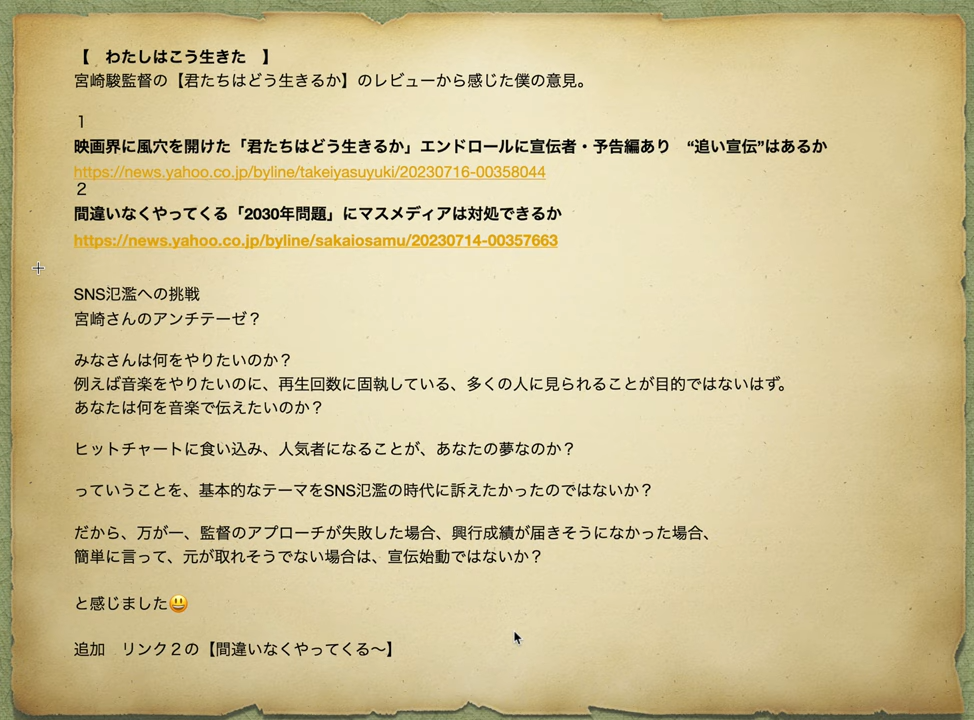 【　わたしはこう生きた　】
宮崎駿監督の【君たちはどう生きるか】のレビューから感じた僕の意見。
１
映画界に風穴を開けた「君たちはどう生きるか」エンドロールに宣伝者・予告編あり　“追い宣伝”はあるか
https://news.yahoo.co.jp/byline/takeiyasuyuki/20230716-00358044
２
間違いなくやってくる「2030年問題」にマスメディアは対処できるか
https://news.yahoo.co.jp/byline/sakaiosamu/20230714-00357663
SNS氾濫への挑戦
宮崎さんのアンチテーゼ？
みなさんは何をやりたいのか？
例えば音楽をやりたいのに、再生回数に固執している、多くの人に見られることが目的ではないはず。
あなたは何を音楽で伝えたいのか？
ヒットチャートに食い込み、人気者になることが、あなたの夢なのか？
っていうことを、基本的なテーマをSNS氾濫の時代に訴えたかったのではないか？
だから、万が一、監督のアプローチが失敗した場合、興行成績が届きそうになかった場合、
簡単に言って、元が取れそうでない場合は、宣伝始動ではないか？
と感じました😃
追加　リンク２の【間違いなくやってくる〜】